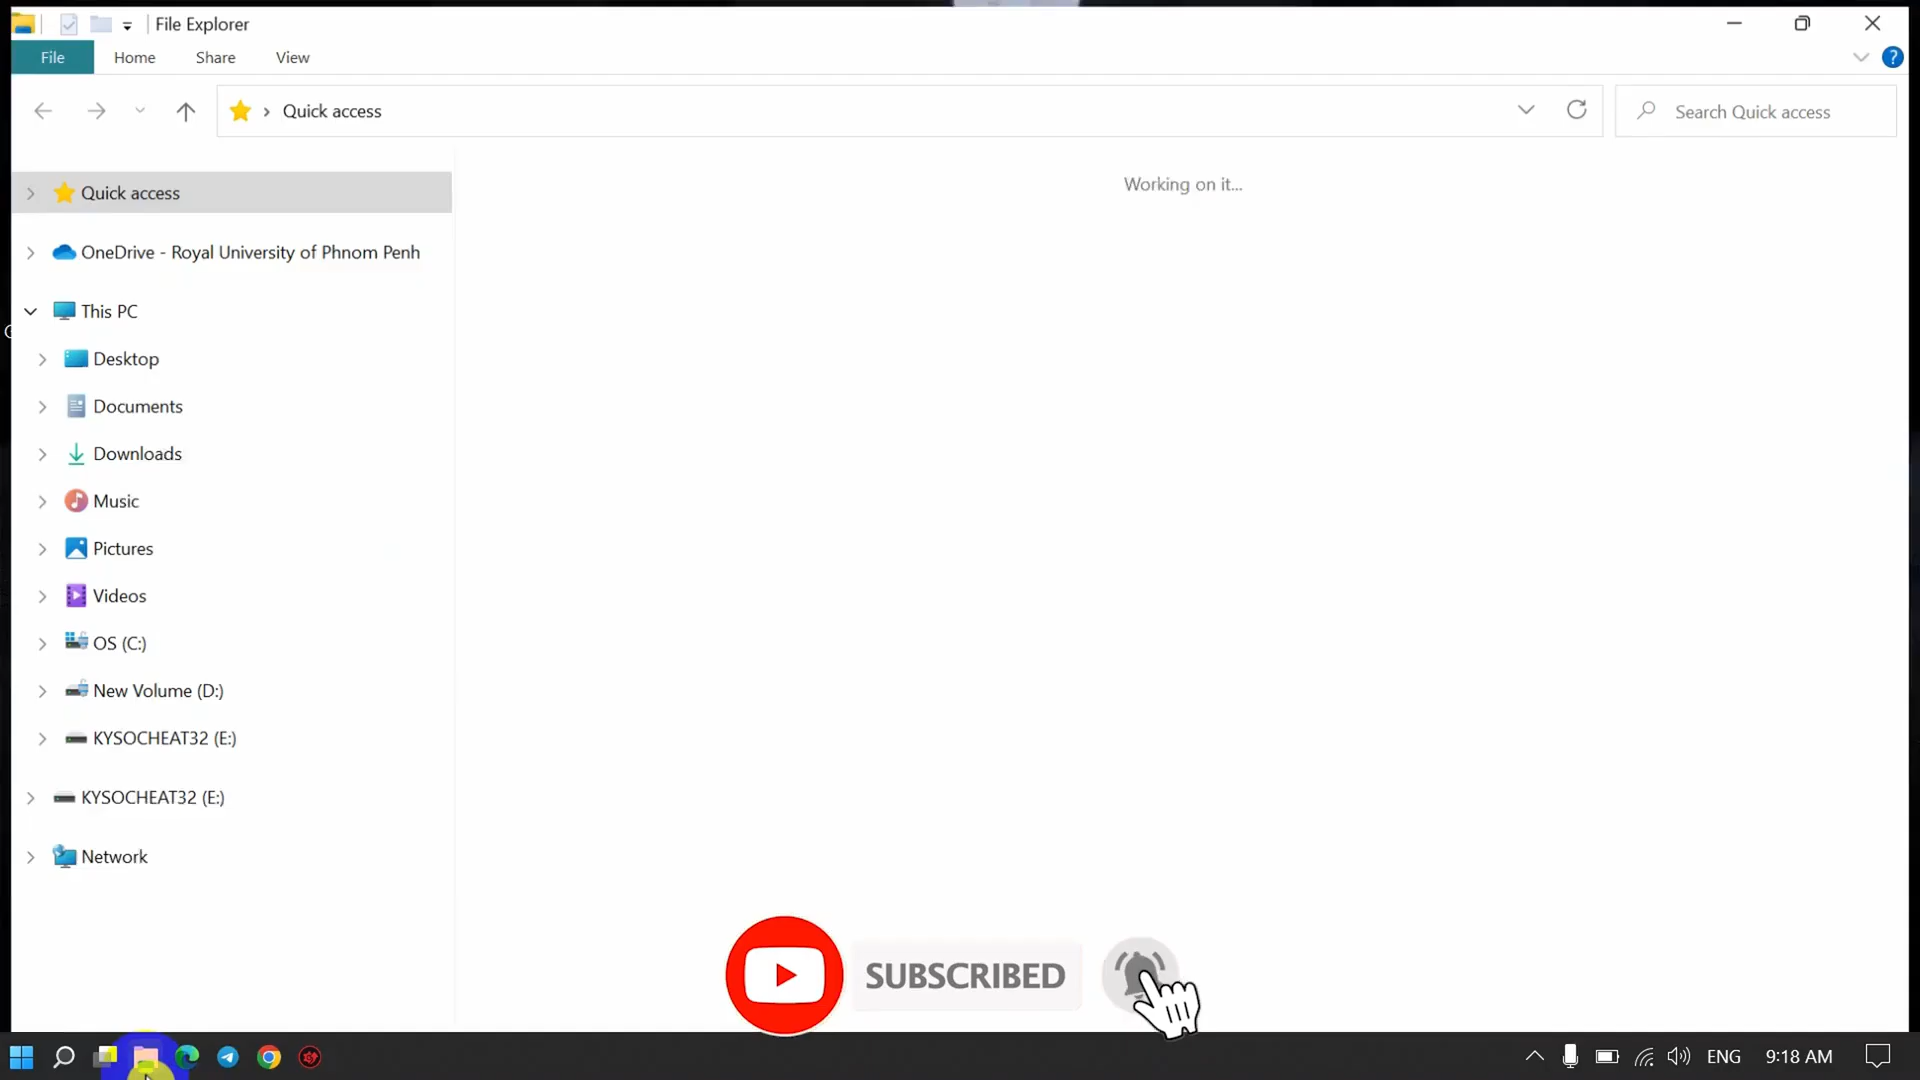 File Explorer
File Home Share View
?
Quick access
Search Quick access
Working on it...
Quick access
OneDrive - Royal University of Phnom Penh
This PC
Desktop
Documents
Downloads
Music
Pictures
Videos
OS (C:)
New Volume (D:)
KYSOCHEAT32 (E:)
KYSOCHEAT32 (E:)
Network
SUBSCRIBED
ENG 9:18 AM